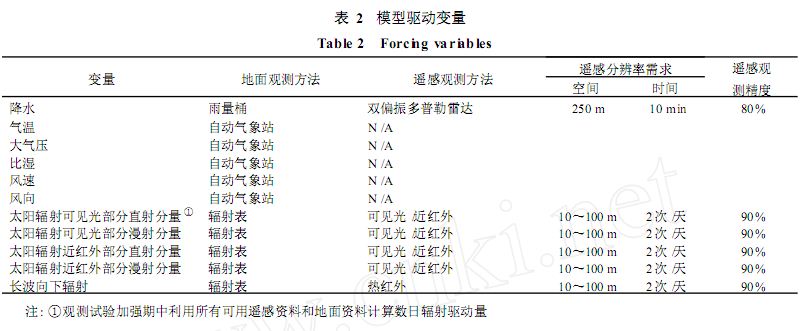 表 2 模型驱动变量
Table 2 Forcing variables
变量 地面观测方法 遥感观测方法 遥感分辨率需求 遥感观测精度
空间 时间
降水 雨量桶 双偏振多普勒雷达 250 m 10 min 80%
气温 自动气象站 N /A
大气压 自动气象站 N /A
比湿 自动气象站 N /A
风速 自动气象站 N /A
风向 自动气象站 N /A
太阳辐射可见光部分直射分量① 辐射表 可见光 /近红外 10～100 m 2次 /天 90%
太阳辐射可见光部分漫射分量 辐射表 可见光 /近红外 10～100 m 2次 /天 90%
太阳辐射近红外部分直射分量 辐射表 可见光 /近红外 10～100 m 2次 /天 90%
太阳辐射近红外部分漫射分量 辐射表 可见光 /近红外 10～100 m 2次 /天 90%
长波向下辐射 辐射表 热红外 10～100 m 2次 /天 90%
注: ①观测试验加强期中利用所有可用遥感资料和地面资料计算数日辐射驱动量